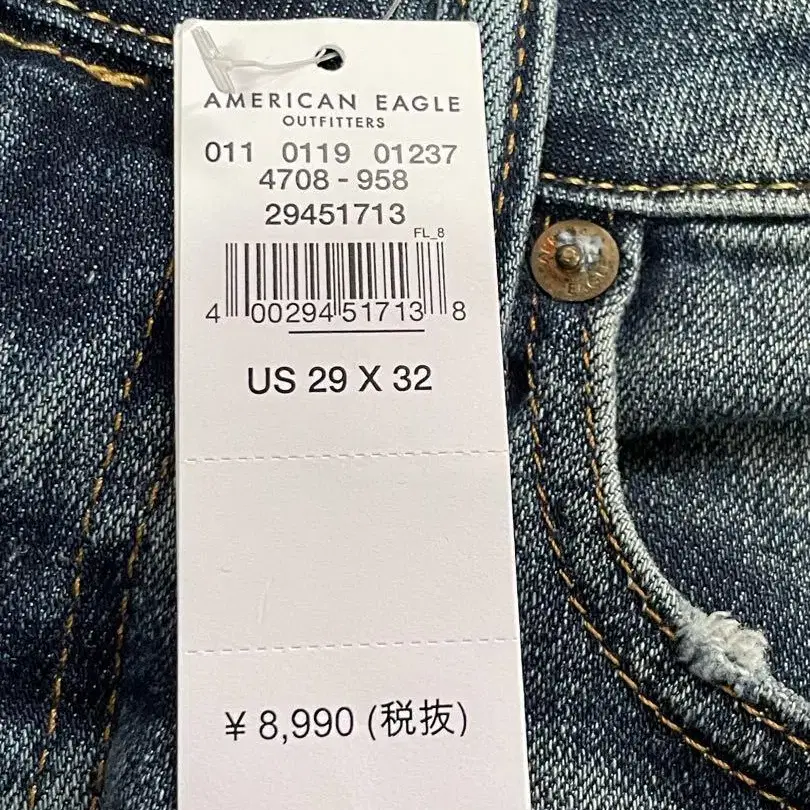 AMERICAN EAGLE
OUTFITTERS
011 0119 01237
4708 - 958
29451713
FL_8
4 00294 51713 8
US 29 X 32
¥ 8,990 (税抜)
EAGLE